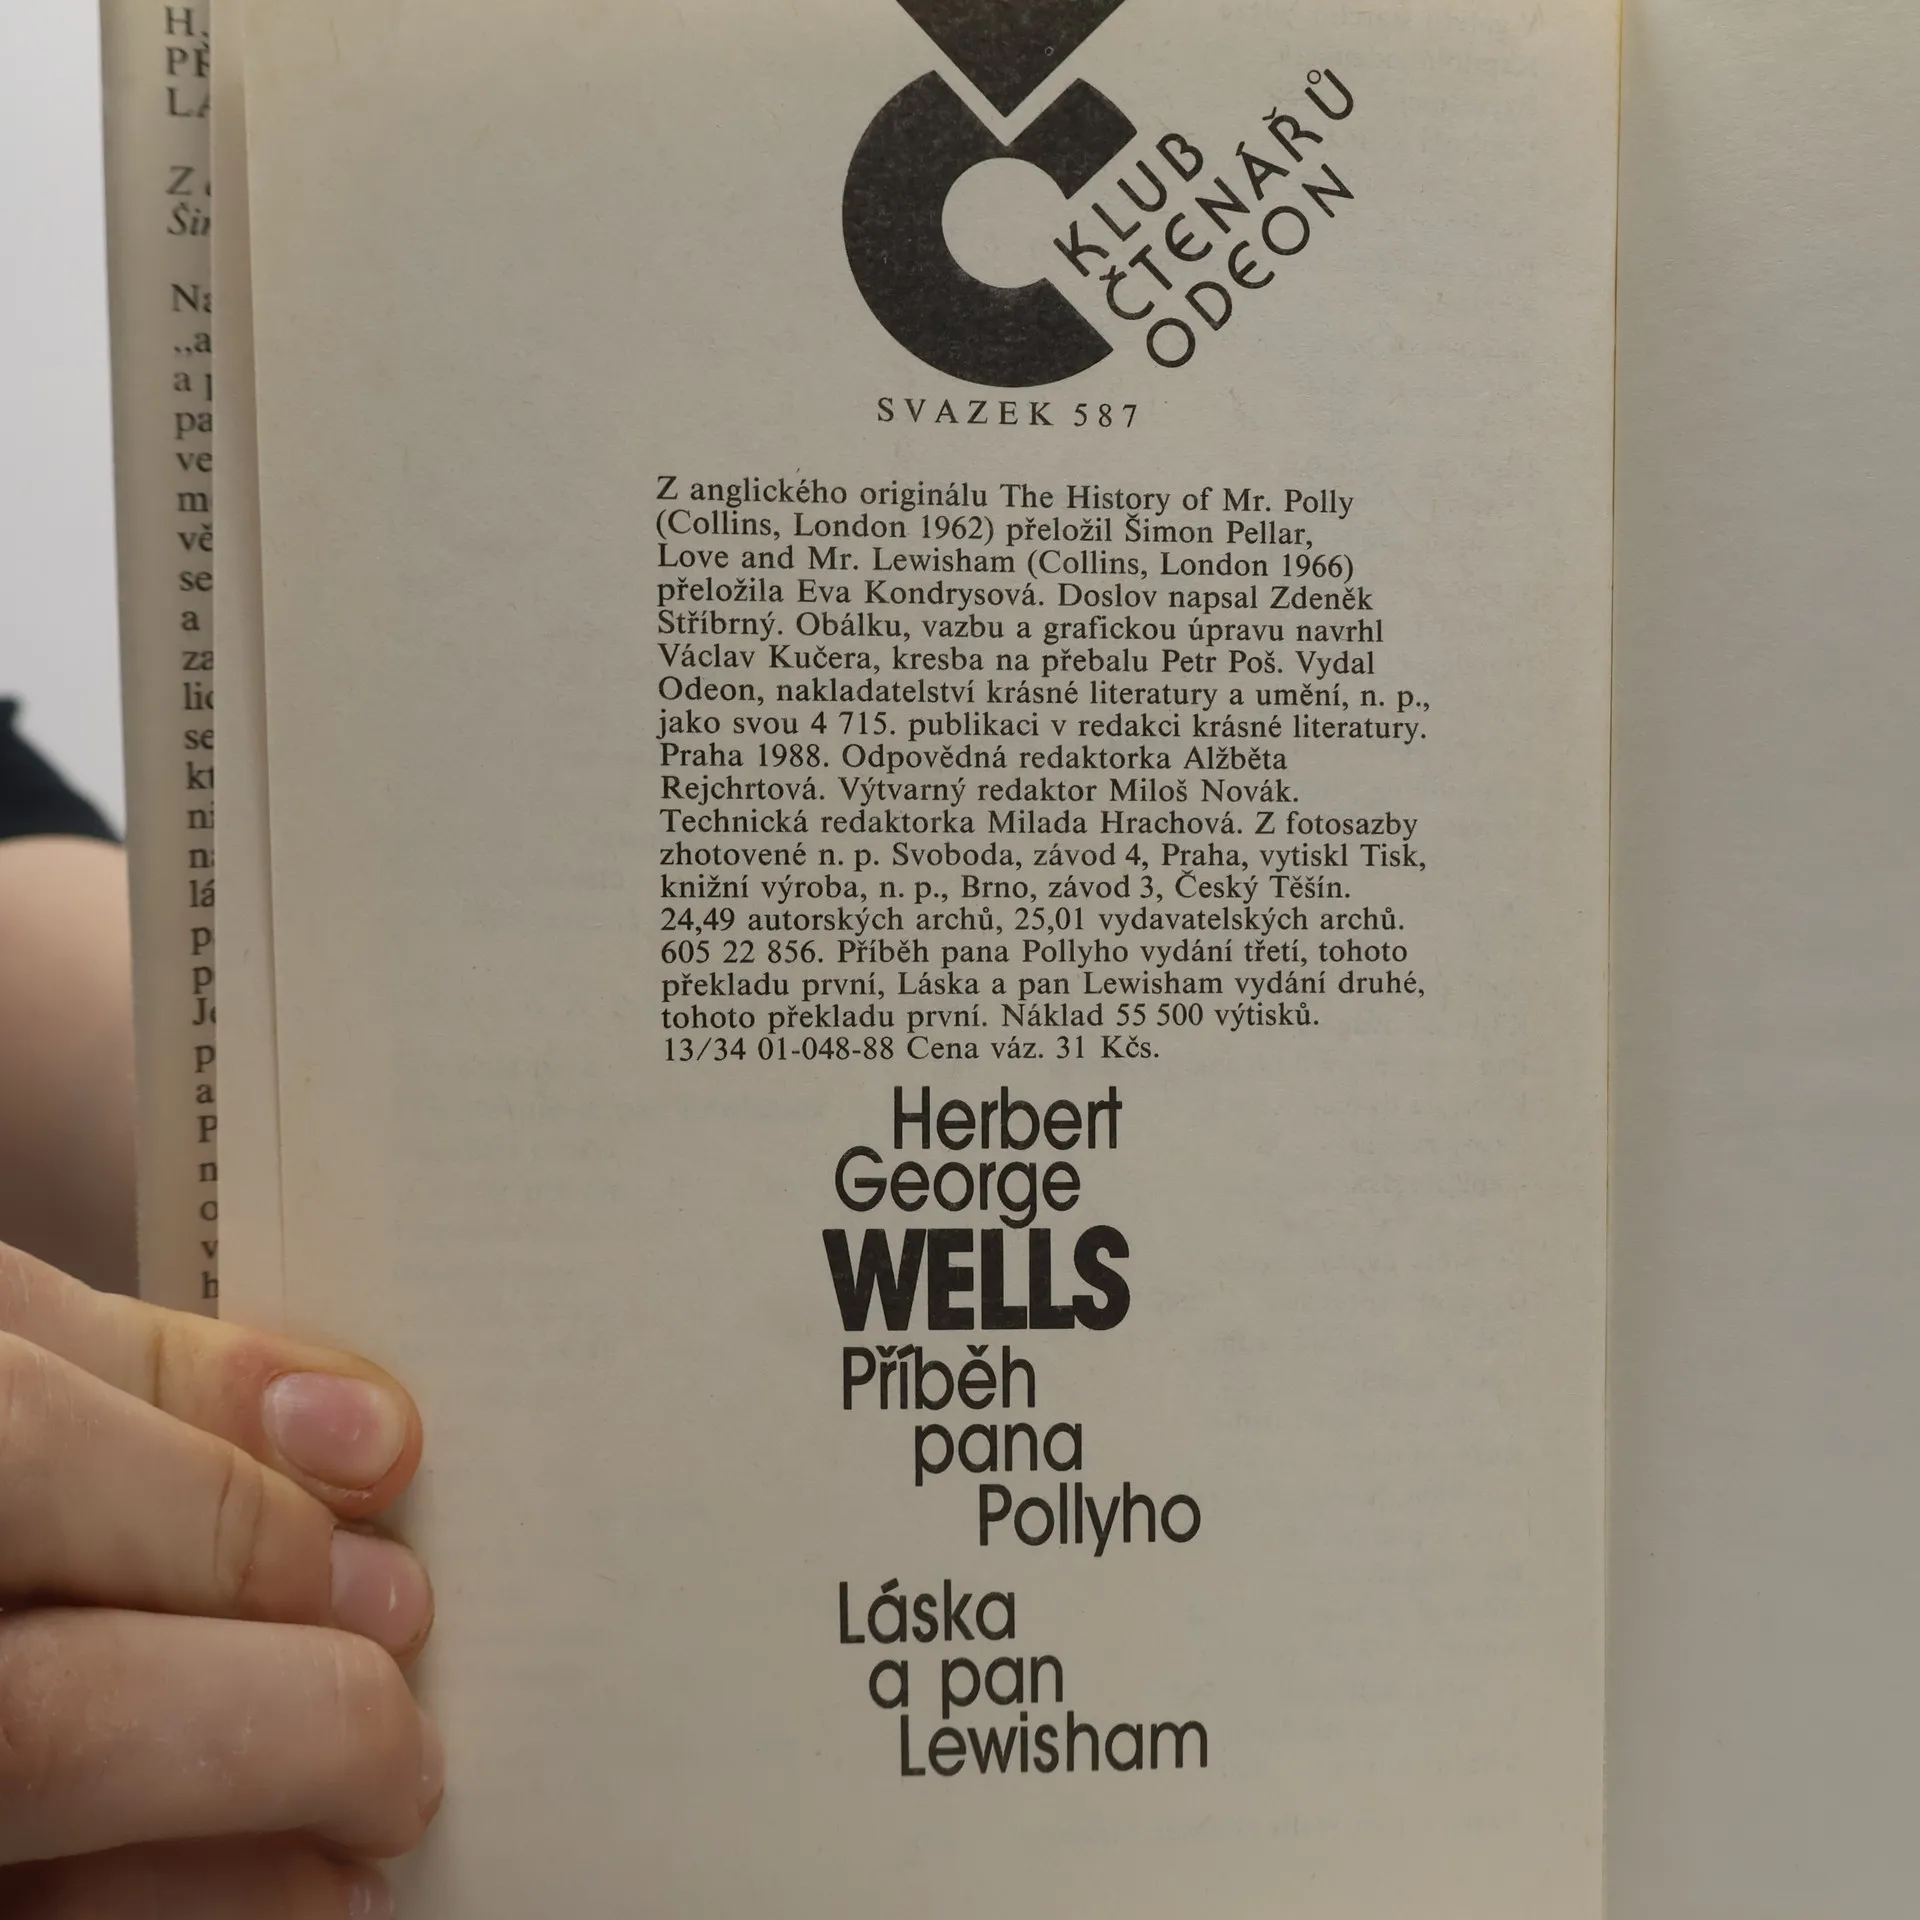 KLUB
ČTENÁŘŮ
ODEON
SVAZEK 587
Z anglického originálu The History of Mr. Polly
(Collins, London 1962) přeložil Šimon Pellar,
Love and Mr. Lewisham (Collins, London 1966)
přeložila Eva Kondrysová. Doslov napsal Zdeněk
Stříbrný. Obálku, vazbu a grafickou úpravu navrhl
Václav Kučera, kresba na přebalu Petr Poš. Vydal
Odeon, nakladatelství krásné literatury a umění, n. p.,
jako svou 4 715. publikaci v redakci krásné literatury.
Praha 1988. Odpovědná redaktorka Alžběta
Rejchrtová. Výtvarný redaktor Miloš Novák.
Technická redaktorka Milada Hrachová. Z fotosazby
zhotovené n. p. Svoboda, závod 4, Praha, vytiskl Tisk,
knižní výroba, n. p., Brno, závod 3, Český Těšín.
24,49 autorských archů, 25,01 vydavatelských archů.
605 22 856. Příběh pana Pollyho vydání třetí, tohoto
překladu první, Láska a pan Lewisham vydání druhé,
tohoto překladu první. Náklad 55 500 výtisků.
13/34 01-048-88 Cena váz. 31 Kčs.
Herbert
George
WELLS
Příběh
pana
Pollyho
Láska
a pan
Lewisham